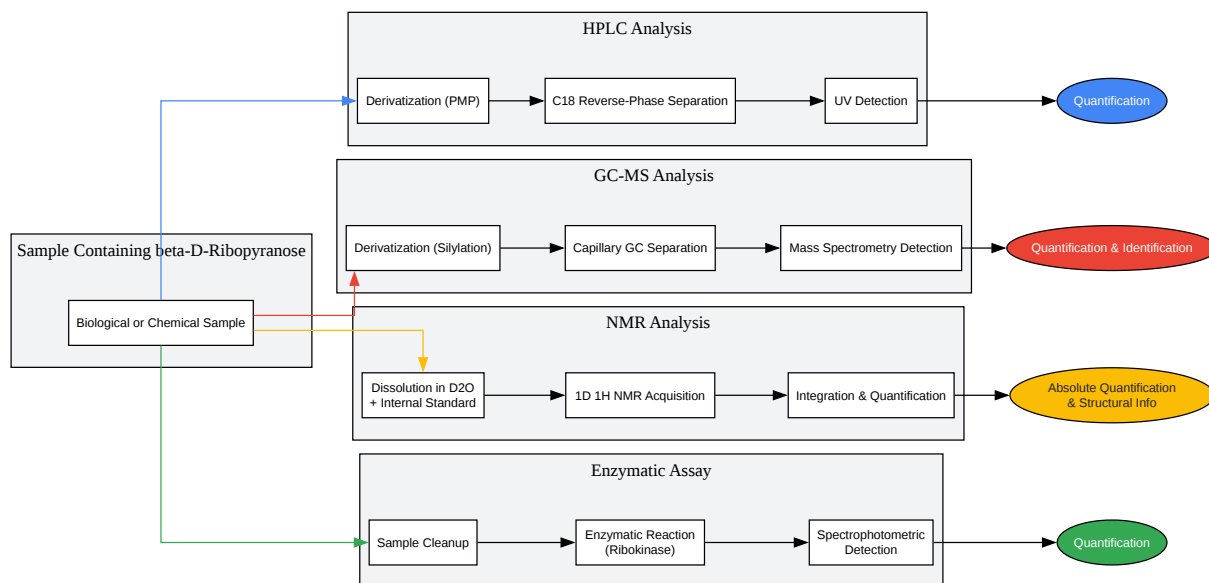 HPLC Analysis
Derivatization (PMP)
C18 Reverse-Phase Separation
UV Detection
Quantification
GC-MS Analysis
Derivatization (Silylation)
Capillary GC Separation
Mass Spectrometry Detection
Quantification & Identification
Sample Containing beta-D-Ribopyranose
Biological or Chemical Sample
NMR Analysis
Dissolution in D2O
+ Internal Standard
1D 1H NMR Acquisition
Integration & Quantification
Absolute Quantification
& Structural Info
Enzymatic Assay
Sample Cleanup
Enzymatic Reaction
(Ribokinase)
Spectrophotometric
Detection
Quantification